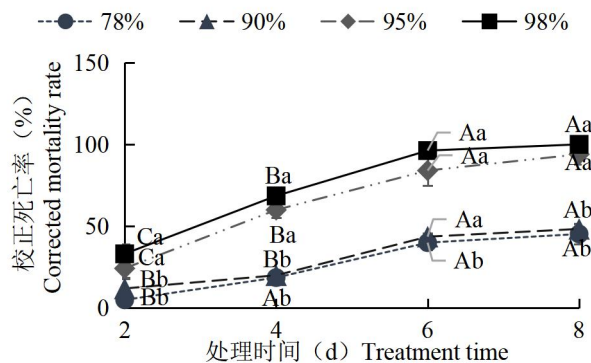 78% 90% 95% 98%
150
100
50
0
校正死亡率（%）
Corrected mortality rate
Ca
Ca
Bb
Bb
Ba
Ba
Bb
Ab
Aa
Aa
Aa
Ab
Aa
Aa
Ab
Ab
2 4 6 8
处理时间（d）Treatment time